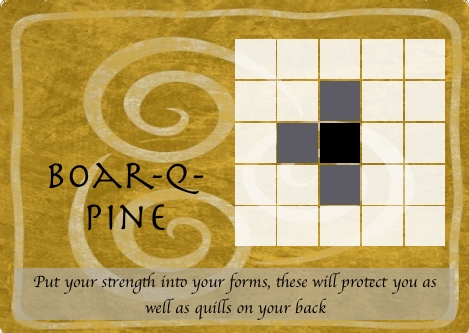 BOAR-Q-
PINE
Put your strength into your forms, these will protect you as
well as quills on your back